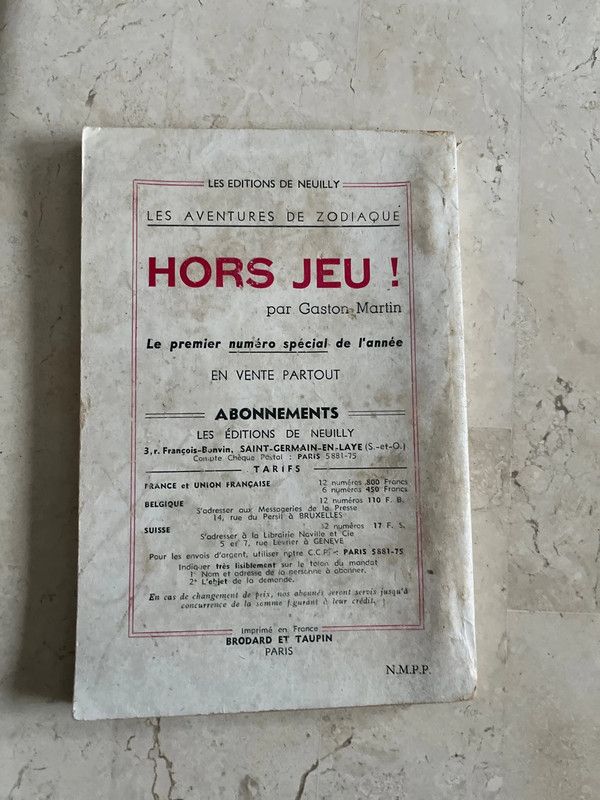 LES EDITIONS DE NEUILLY
LES AVENTURES DE ZODIAQUE
HORS JEU !
par Gaston Martin
Le premier numéro spécial de l'année
EN VENTE PARTOUT
ABONNEMENTS
LES ÉDITIONS DE NEUILLY
3, r. François-Bonvin, SAINT-GERMAIN-EN-LAYE (S.-et-O.)
Compte Chèque Postal : PARIS 5881-75
TARIFS
FRANCE et UNION FRANÇAISE 12 numéros 800 Francs
6 numéros 450 Francs
BELGIQUE 12 numéros 110 F. B.
S'adresser aux Messageries de la Presse
14, rue du Persil à BRUXELLES
SUISSE 12 numéros 17 F. S.
S'adresser à la Librairie Naville et Cie
5 et 7, rue Levrier à GENEVE
Pour les envois d'argent, utiliser notre C.C.P. PARIS 5881-75
Indiquer très lisiblement sur le talon du mandat
1° Nom et adresse de la personne à abonner.
2° L'objet de la demande.
En cas de changement de prix, nos abonnés seront servis jusqu'à
concurrence de la somme figurant à leur crédit.
Imprimé en France
BRODARD ET TAUPIN
PARIS
N.M.P.P.